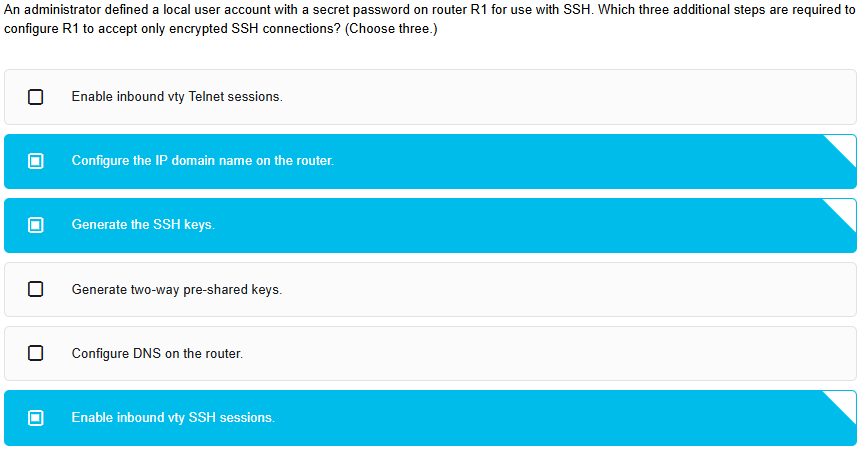 An administrator defined a local user account with a secret password on router R1 for use with SSH. Which three additional steps are required to
configure R1 to accept only encrypted SSH connections? (Choose three.)
Enable inbound vty Telnet sessions.
Configure the IP domain name on the router.
Generate the SSH keys.
Generate two-way pre-shared keys.
Configure DNS on the router.
Enable inbound vty SSH sessions.